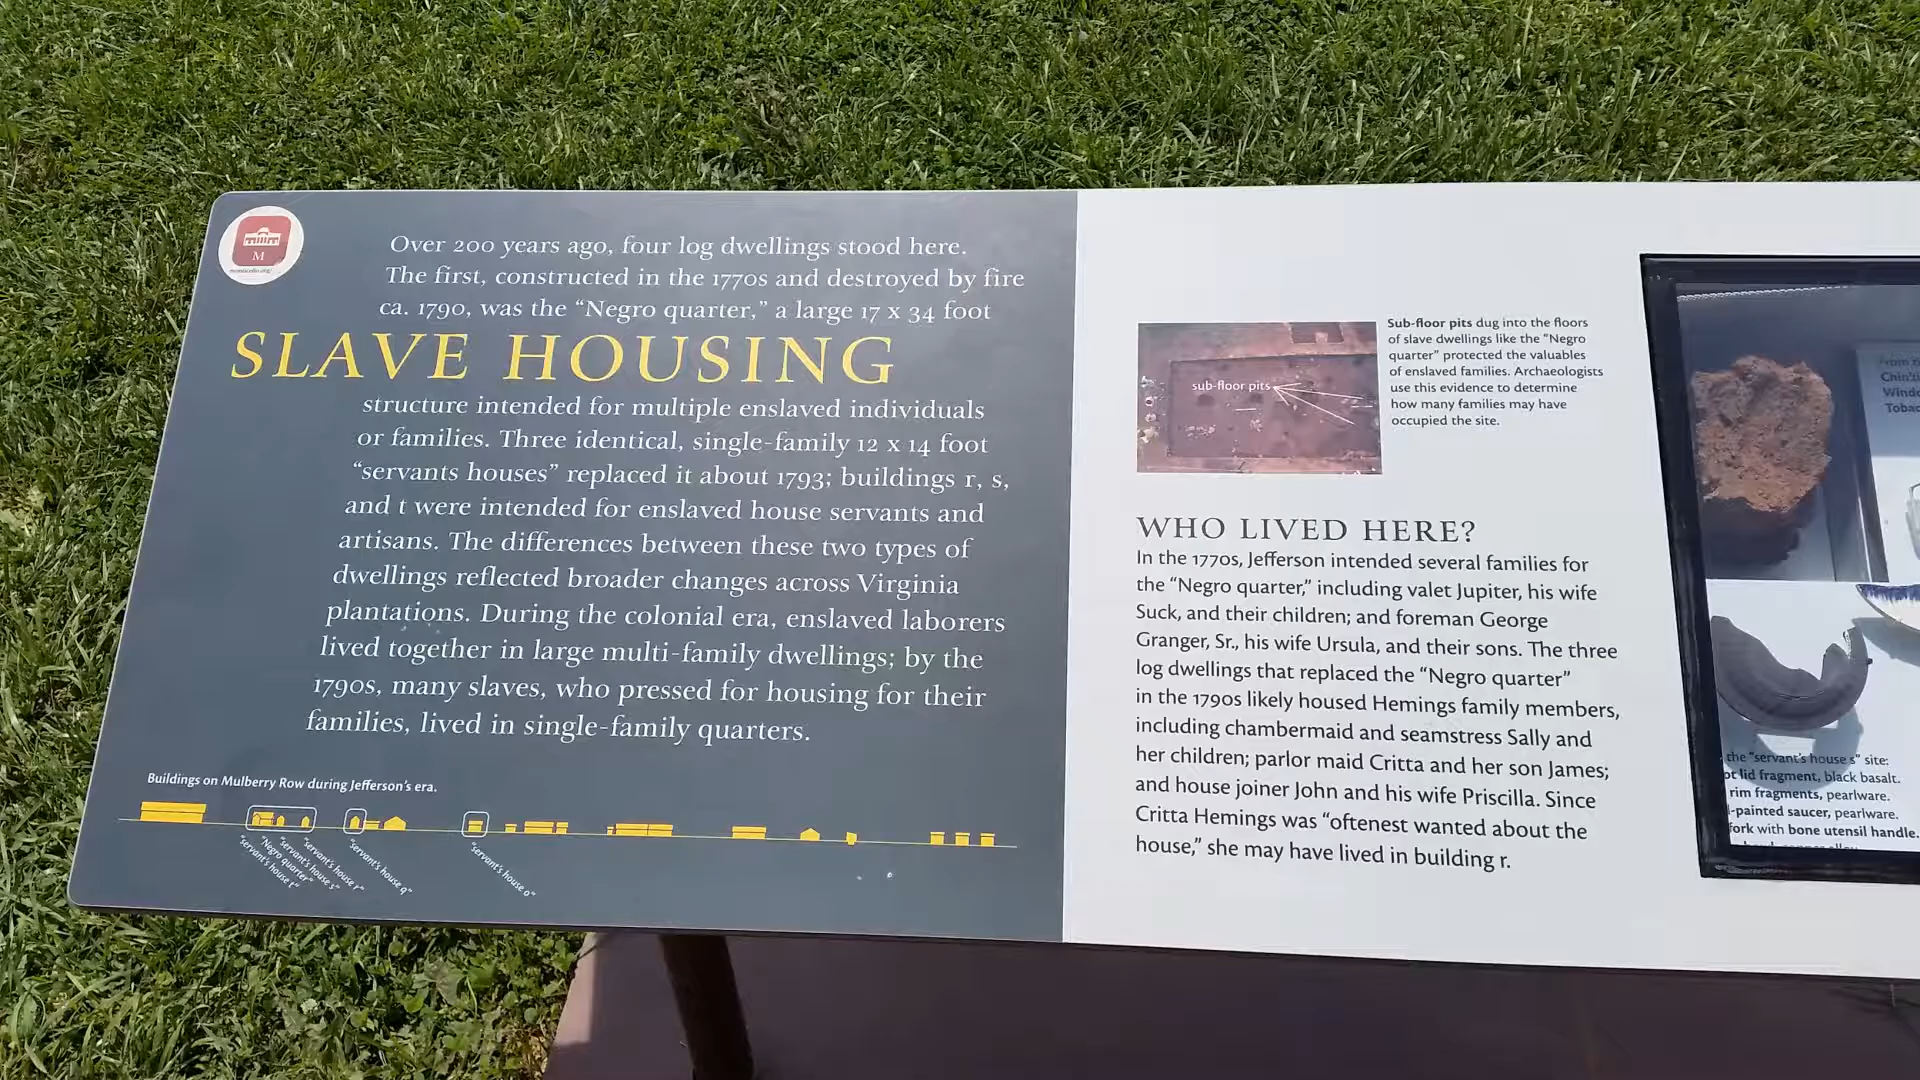 M
monticello.org/
Over 200 years ago, four log dwellings stood here.
The first, constructed in the 1770s and destroyed by fire
ca. 1790, was the “Negro quarter,” a large 17 x 34 foot
SLAVE HOUSING
structure intended for multiple enslaved individuals
or families. Three identical, single-family 12 x 14 foot
“servants houses” replaced it about 1793; buildings r, s,
and t were intended for enslaved house servants and
artisans. The differences between these two types of
dwellings reflected broader changes across Virginia
plantations. During the colonial era, enslaved laborers
lived together in large multi-family dwellings; by the
1790s, many slaves, who pressed for housing for their
families, lived in single-family quarters.
Buildings on Mulberry Row during Jefferson's era.
“servant's house t”
“Negro quarter”
“servant's house s”
“servant's house r”
“servant's house q”
“servant's house o”
sub-floor pits
Sub-floor pits dug into the floors
of slave dwellings like the “Negro
quarter” protected the valuables
of enslaved families. Archaeologists
use this evidence to determine
how many families may have
occupied the site.
WHO LIVED HERE?
In the 1770s, Jefferson intended several families for
the “Negro quarter,” including valet Jupiter, his wife
Suck, and their children; and foreman George
Granger, Sr., his wife Ursula, and their sons. The three
log dwellings that replaced the “Negro quarter”
in the 1790s likely housed Hemings family members,
including chambermaid and seamstress Sally and
her children; parlor maid Critta and her son James;
and house joiner John and his wife Priscilla. Since
Critta Hemings was “oftenest wanted about the
house,” she may have lived in building r.
From
the “servant's house s” site:
lid fragment, black basalt.
rim fragments, pearlware.
-painted saucer, pearlware.
fork with bone utensil handle.